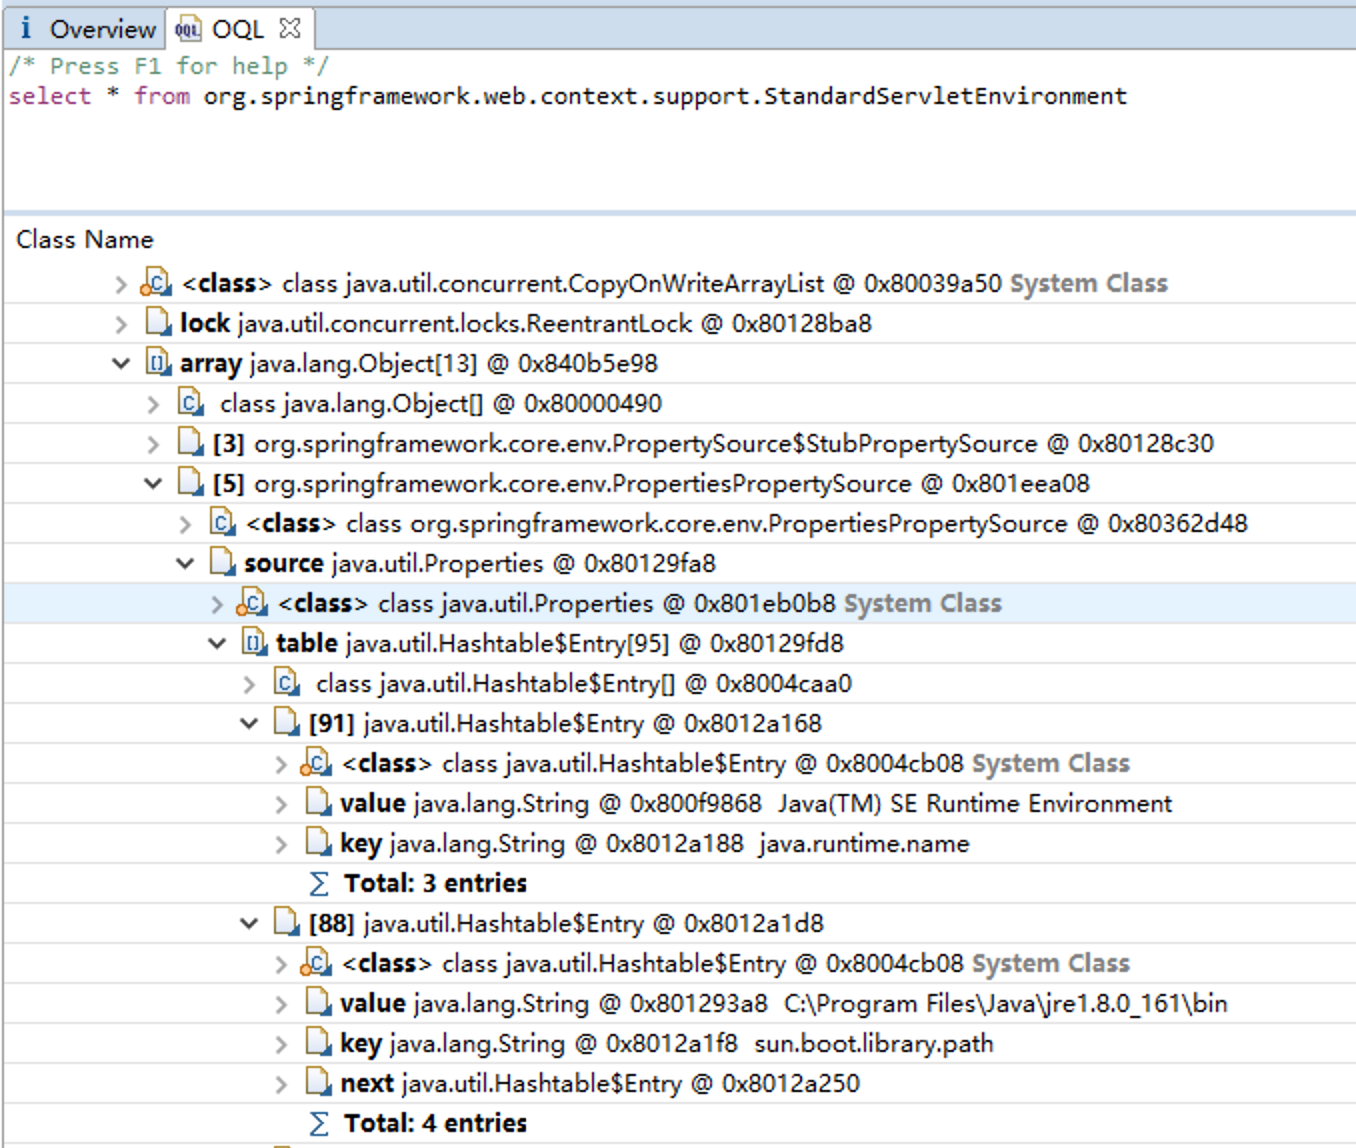 i Overview OQL OQL
/* Press F1 for help */
select * from org.springframework.web.context.support.StandardServletEnvironment
Class Name
<class> class java.util.concurrent.CopyOnWriteArrayList @ 0x80039a50 System Class
lock java.util.concurrent.locks.ReentrantLock @ 0x80128ba8
array java.lang.Object[13] @ 0x840b5e98
class java.lang.Object[] @ 0x80000490
[3] org.springframework.core.env.PropertySource$StubPropertySource @ 0x80128c30
[5] org.springframework.core.env.PropertiesPropertySource @ 0x801eea08
<class> class org.springframework.core.env.PropertiesPropertySource @ 0x80362d48
source java.util.Properties @ 0x80129fa8
<class> class java.util.Properties @ 0x801eb0b8 System Class
table java.util.Hashtable$Entry[95] @ 0x80129fd8
class java.util.Hashtable$Entry[] @ 0x8004caa0
[91] java.util.Hashtable$Entry @ 0x8012a168
<class> class java.util.Hashtable$Entry @ 0x8004cb08 System Class
value java.lang.String @ 0x800f9868 Java(TM) SE Runtime Environment
key java.lang.String @ 0x8012a188 java.runtime.name
∑ Total: 3 entries
[88] java.util.Hashtable$Entry @ 0x8012a1d8
<class> class java.util.Hashtable$Entry @ 0x8004cb08 System Class
value java.lang.String @ 0x801293a8 C:\Program Files\Java\jre1.8.0_161\bin
key java.lang.String @ 0x8012a1f8 sun.boot.library.path
next java.util.Hashtable$Entry @ 0x8012a250
∑ Total: 4 entries